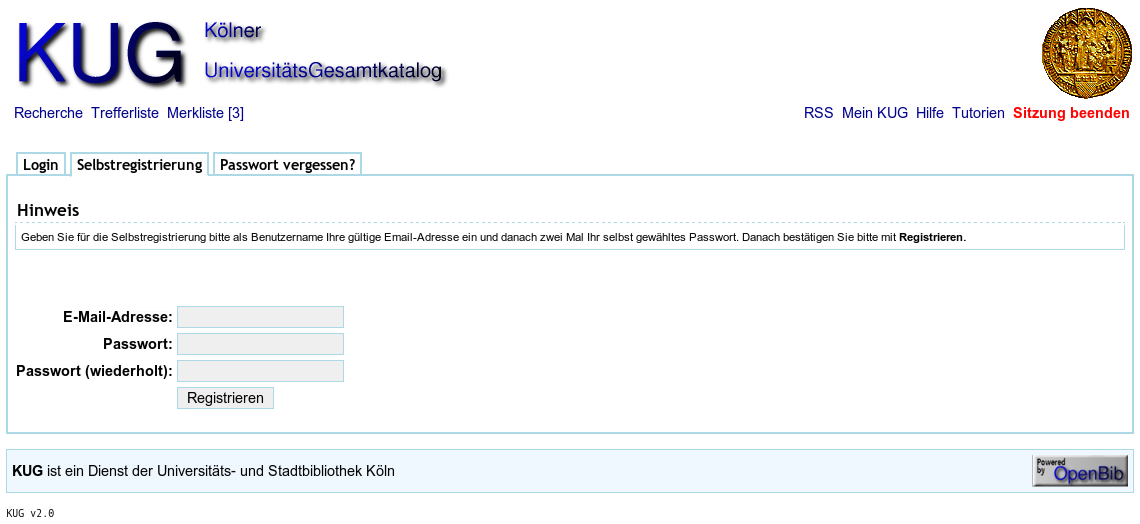 KUG Kölner
UniversitätsGesamtkatalog
Recherche Trefferliste Merkliste [3] RSS Mein KUG Hilfe Tutorien Sitzung beenden
Login Selbstregistrierung Passwort vergessen?
Hinweis
Geben Sie für die Selbstregistrierung bitte als Benutzername Ihre gültige Email-Adresse ein und danach zwei Mal Ihr selbst gewähltes Passwort. Danach bestätigen Sie bitte mit Registrieren.
E-Mail-Adresse:
Passwort:
Passwort (wiederholt):
Registrieren
KUG ist ein Dienst der Universitäts- und Stadtbibliothek Köln
Powered
by OpenBib
KUG v2.0